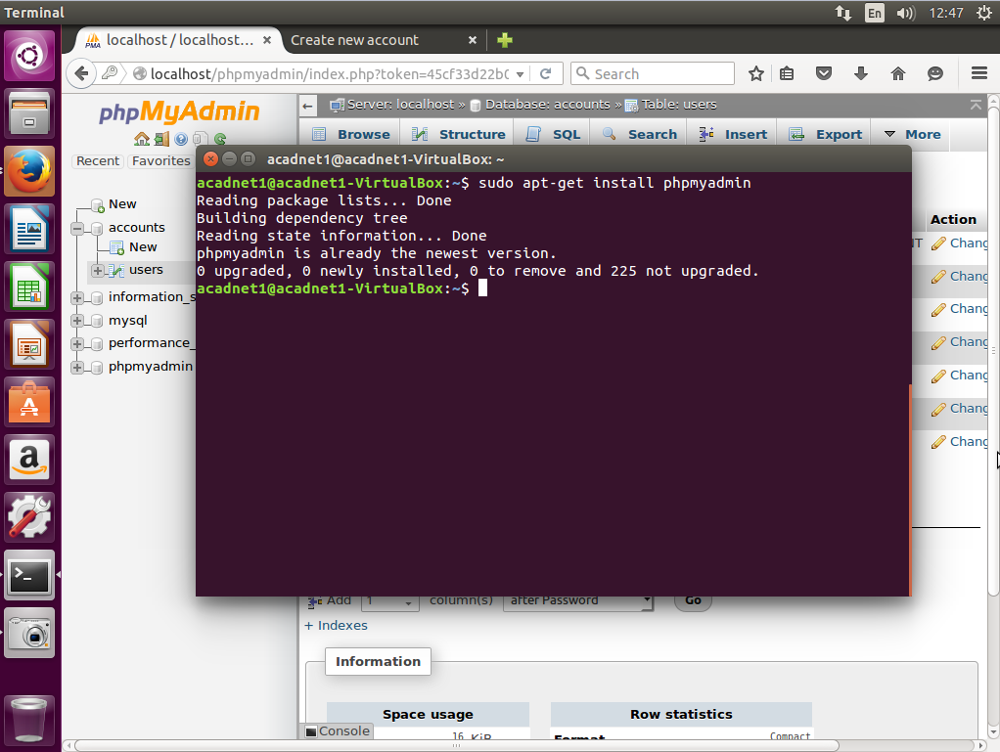 Terminal
En
12:47
localhost / localhost...
Create new account
localhost/phpmyadmin/index.php?token=45cf33d22b
Search
phpMyAdmin
Recent
Favorites
New
accounts
New
users
information_s
mysql
performance_
phpmyadmin
Server: localhost » Database: accounts » Table: users
Browse
Structure
SQL
Search
Insert
Export
More
acadnet1@acadnet1-VirtualBox: ~
acadnet1@acadnet1-VirtualBox:~$ sudo apt-get install phpmyadmin
Reading package lists... Done
Building dependency tree
Reading state information... Done
phpmyadmin is already the newest version.
0 upgraded, 0 newly installed, 0 to remove and 225 not upgraded.
acadnet1@acadnet1-VirtualBox:~$
Action
Chang
Chang
Chang
Chang
Chang
Chang
Chang
Add 1 column(s) after Password Go
+ Indexes
Information
Space usage
Row statistics
16 KiB
Format
Compact
Console